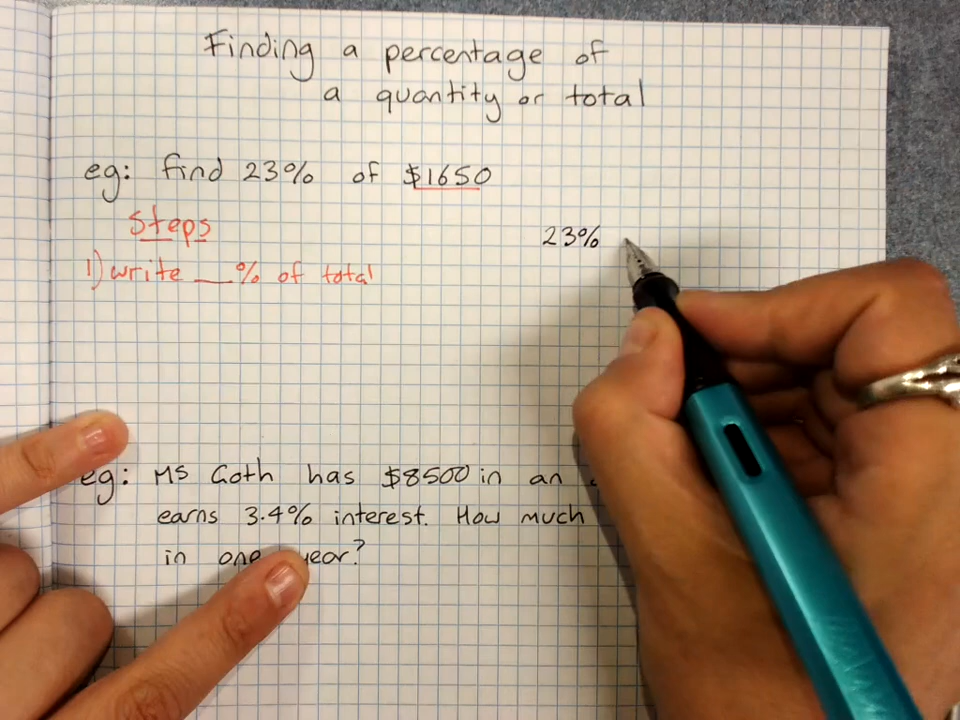 Finding a percentage of
a quantity or total
eg: find 23% of $1650
Steps
23%
1) write __% of total
eg: Ms Goth has $8500 in an
earns 3.4% interest. How much
in one year?